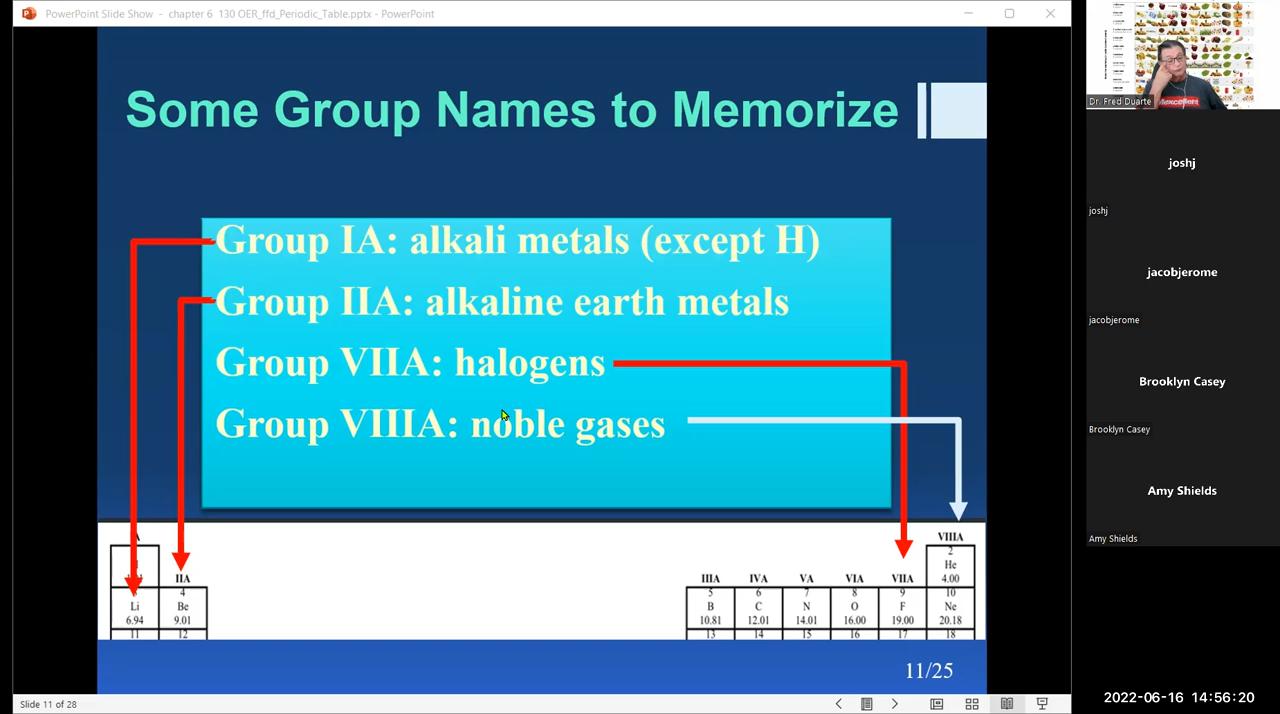 PowerPoint Slide Show - chapter 6 130 OER_ffd_Periodic_Table.pptx - PowerPoint
Some Group Names to Memorize
Group IA: alkali metals (except H)
Group IIA: alkaline earth metals
Group VIIA: halogens
Group VIIIA: noble gases
VIIIA
2
He
4.00
IIA
IIIA IVA VA VIA VIIA
4
5 6 7 8 9 10
Li Be
B C N O F Ne
6.94 9.01
10.81 12.01 14.01 16.00 19.00 20.18
11 12
13 14 15 16 17 18
11/25
Slide 11 of 28
Dr. Fred Duarte
joshj
joshj
jacobjerome
jacobjerome
Brooklyn Casey
Brooklyn Casey
Amy Shields
Amy Shields
2022-06-16 14:56:20